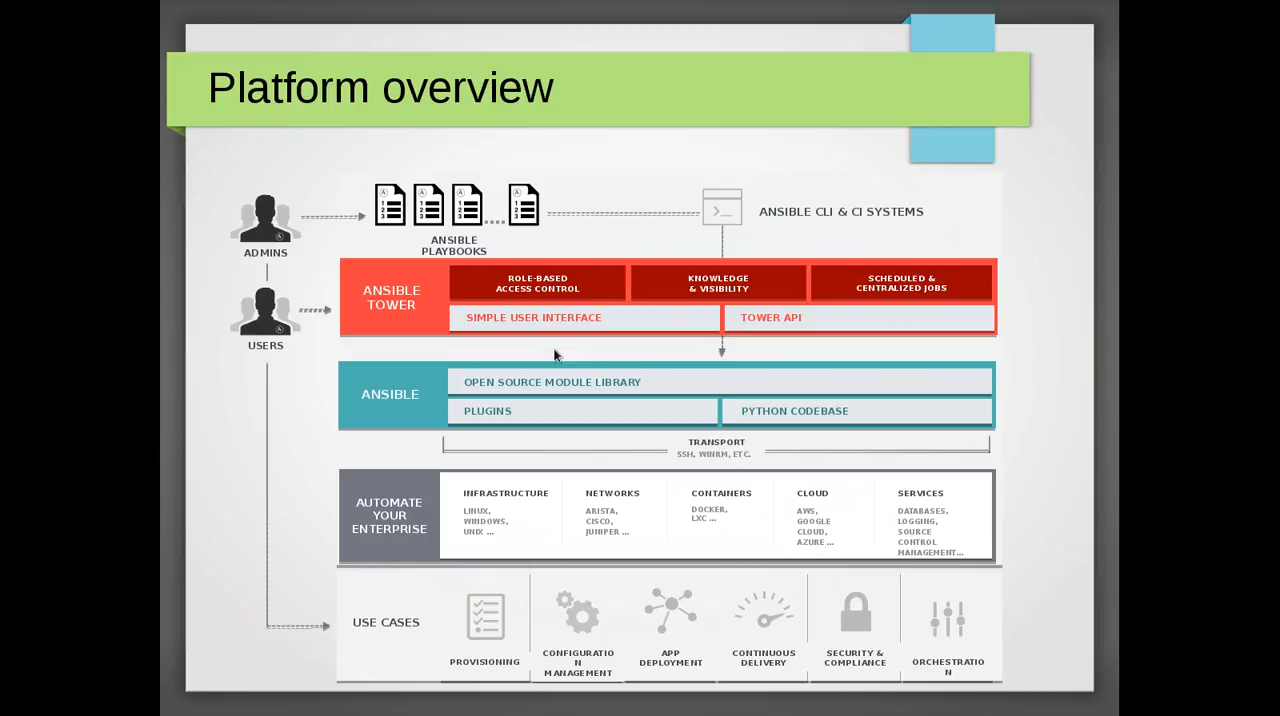 Platform overview
ADMINS
USERS
ANSIBLE
PLAYBOOKS
ANSIBLE CLI & CI SYSTEMS
ANSIBLE
TOWER
ROLE-BASED
ACCESS CONTROL
KNOWLEDGE
& VISIBILITY
SCHEDULED &
CENTRALIZED JOBS
SIMPLE USER INTERFACE
TOWER API
ANSIBLE
OPEN SOURCE MODULE LIBRARY
PLUGINS
PYTHON CODEBASE
TRANSPORT
SSH, WINRM, ETC.
AUTOMATE
YOUR
ENTERPRISE
INFRASTRUCTURE
LINUX,
WINDOWS,
UNIX ...
NETWORKS
ARISTA,
CISCO,
JUNIPER ...
CONTAINERS
DOCKER,
LXC ...
CLOUD
AWS,
GOOGLE
CLOUD,
AZURE ...
SERVICES
DATABASES,
LOGGING,
SOURCE
CONTROL
MANAGEMENT...
USE CASES
PROVISIONING
CONFIGURATIO
N
MANAGEMENT
APP
DEPLOYMENT
CONTINUOUS
DELIVERY
SECURITY &
COMPLIANCE
ORCHESTRATIO
N